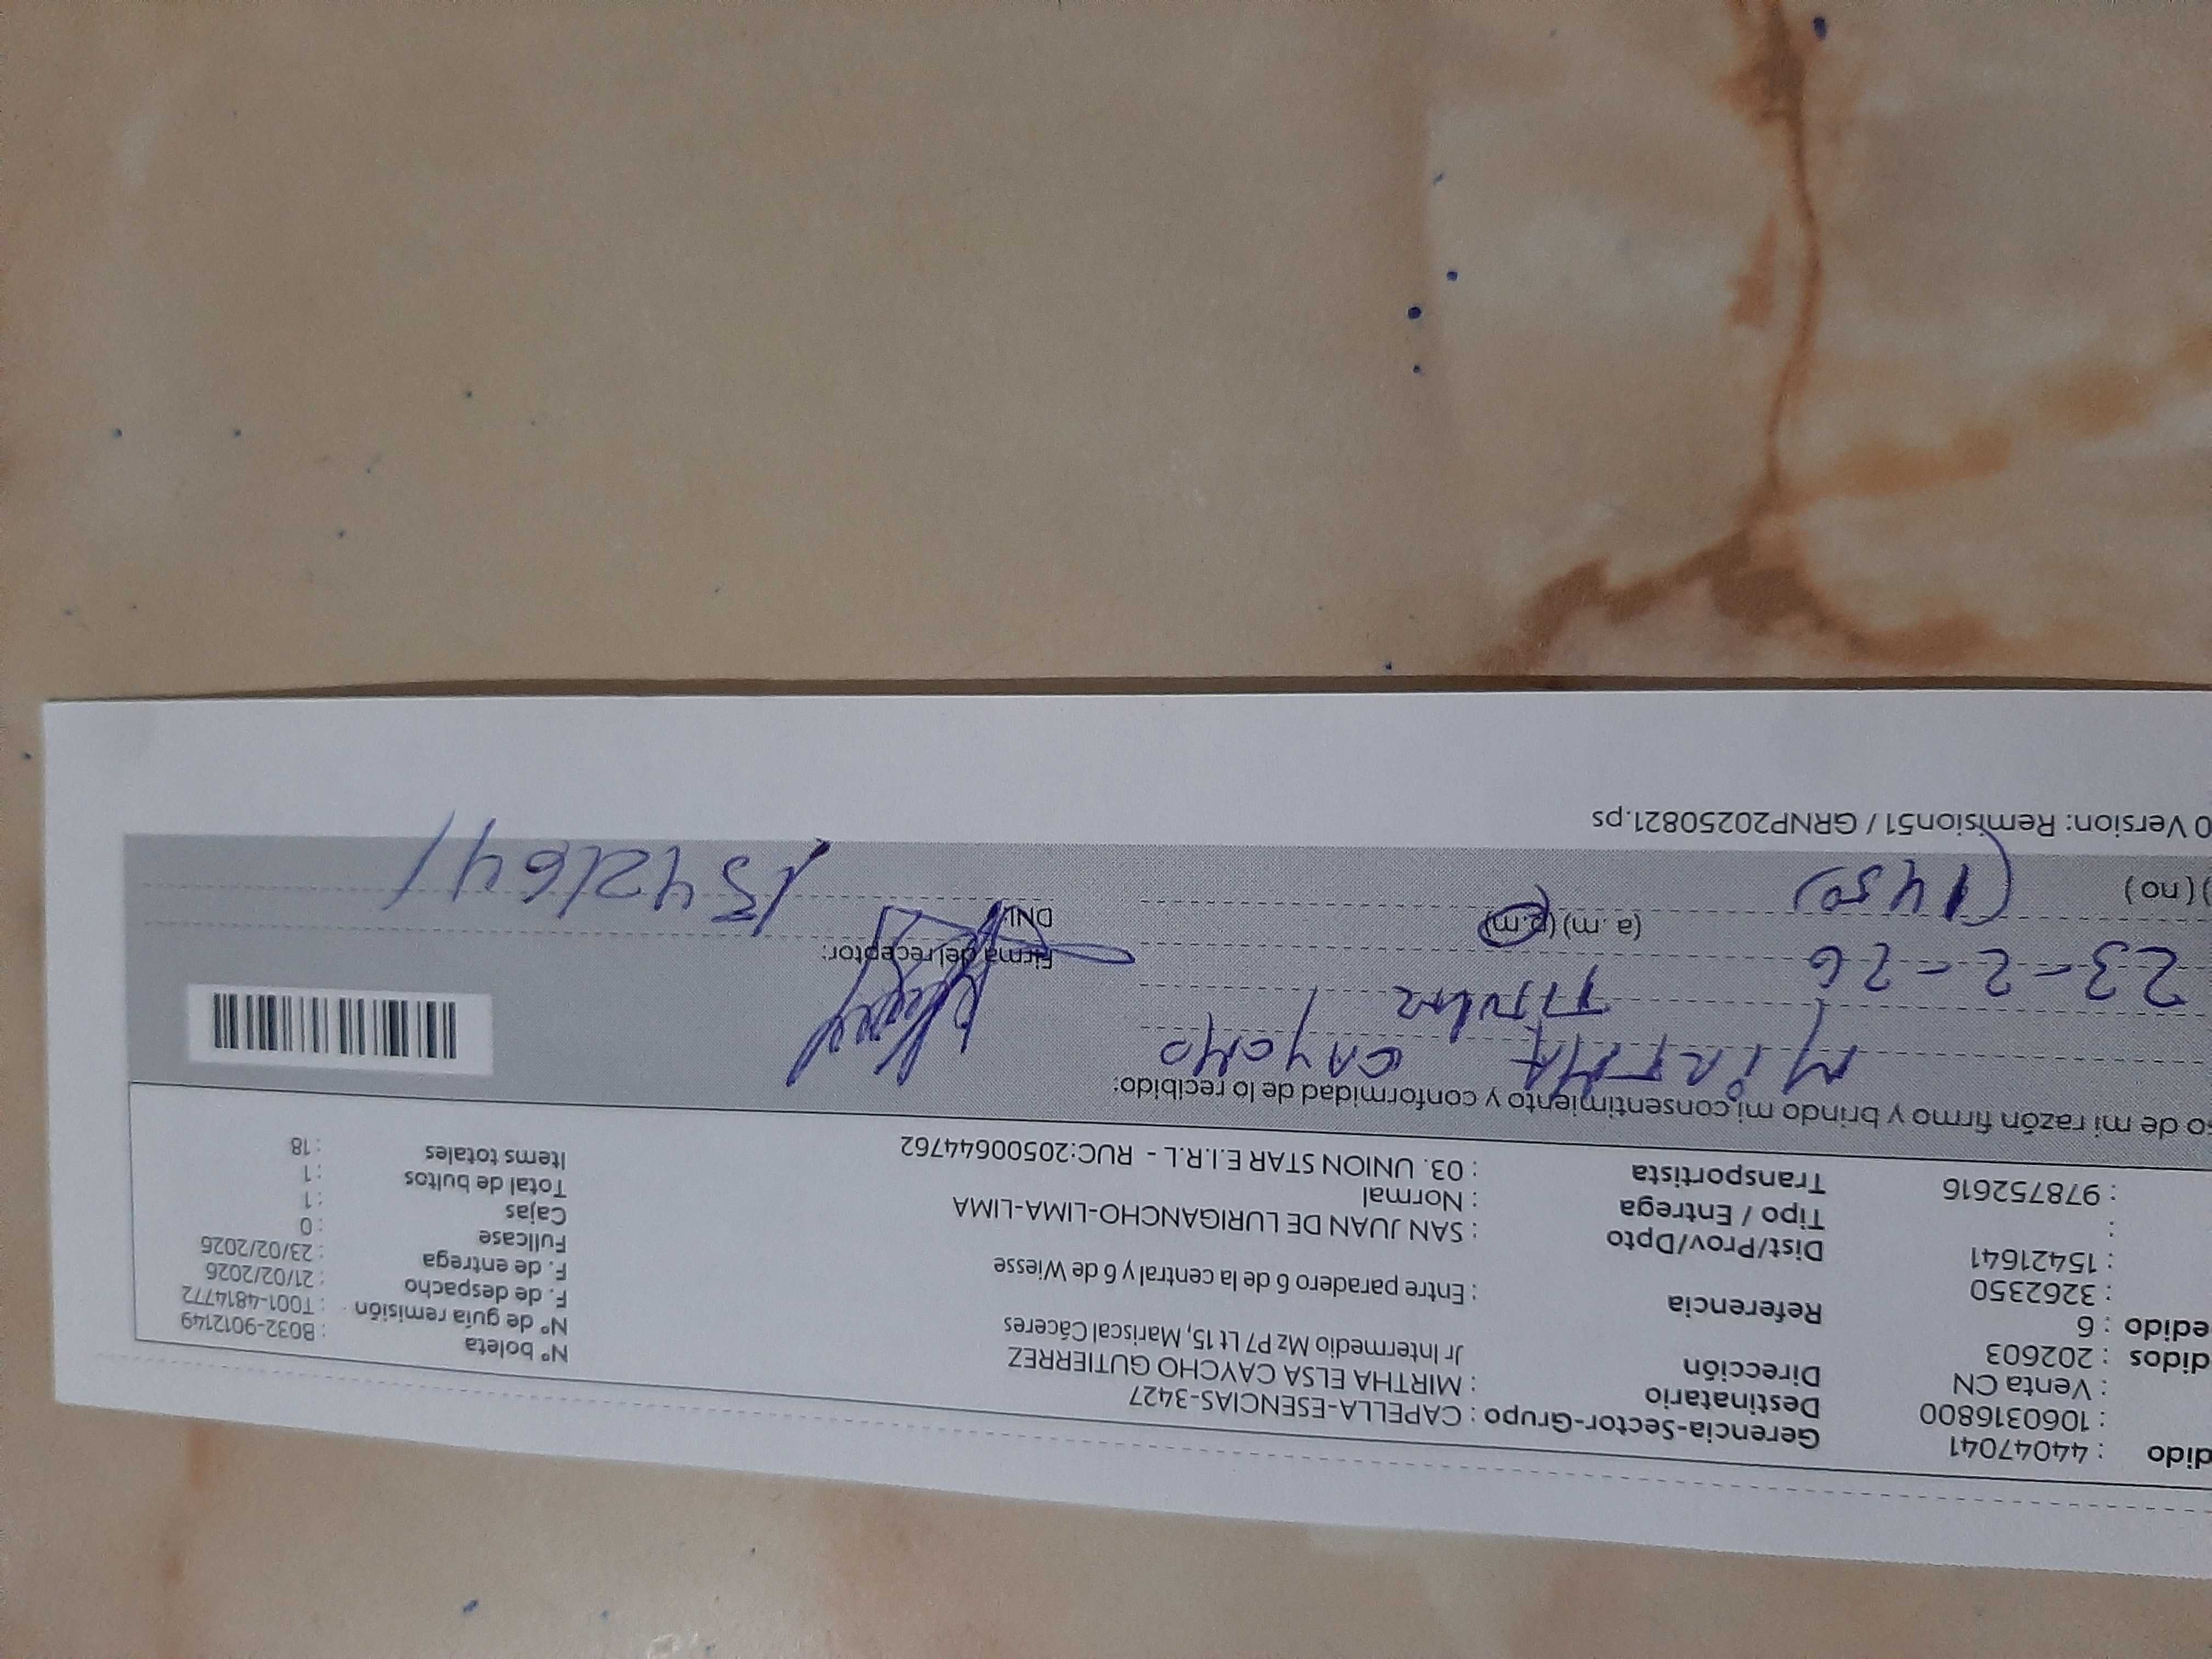 dido : 44047041 Gerencia-Sector-Grupo : CAPELLA-ESENCIAS-3427
: 1060316800 Destinatario : MIRTHA ELSA CAYCHO GUTIERREZ Nº boleta : B032-9012149
: Venta CN Dirección Jr Intermedio Mz P7 Lt 15, Mariscal Cáceres Nº de guía remisión : T001-4814772
didos : 202603 F. de despacho : 21/02/2026
edido : 6 Referencia : Entre paradero 6 de la central y 6 de Wiesse F. de entrega : 23/02/2026
: 3262350 Fullcase : 0
: 15421641 Dist/Prov/Dpto : SAN JUAN DE LURIGANCHO-LIMA-LIMA Cajas : 1
: Tipo / Entrega : Normal Total de bultos : 1
: 978752616 Transportista : 03. UNION STAR E.I.R.L - RUC:20500644762 Items totales : 18
so de mi razón firmo y brindo mi consentimiento y conformidad de lo recibido:
MirtHA CAYCHO
Titular
23-2-26 Firma del receptor:
)(no) (1450) (a.m)(p.m) DNI 15421641
0 Version: Remision51 / GRNP20250821.ps